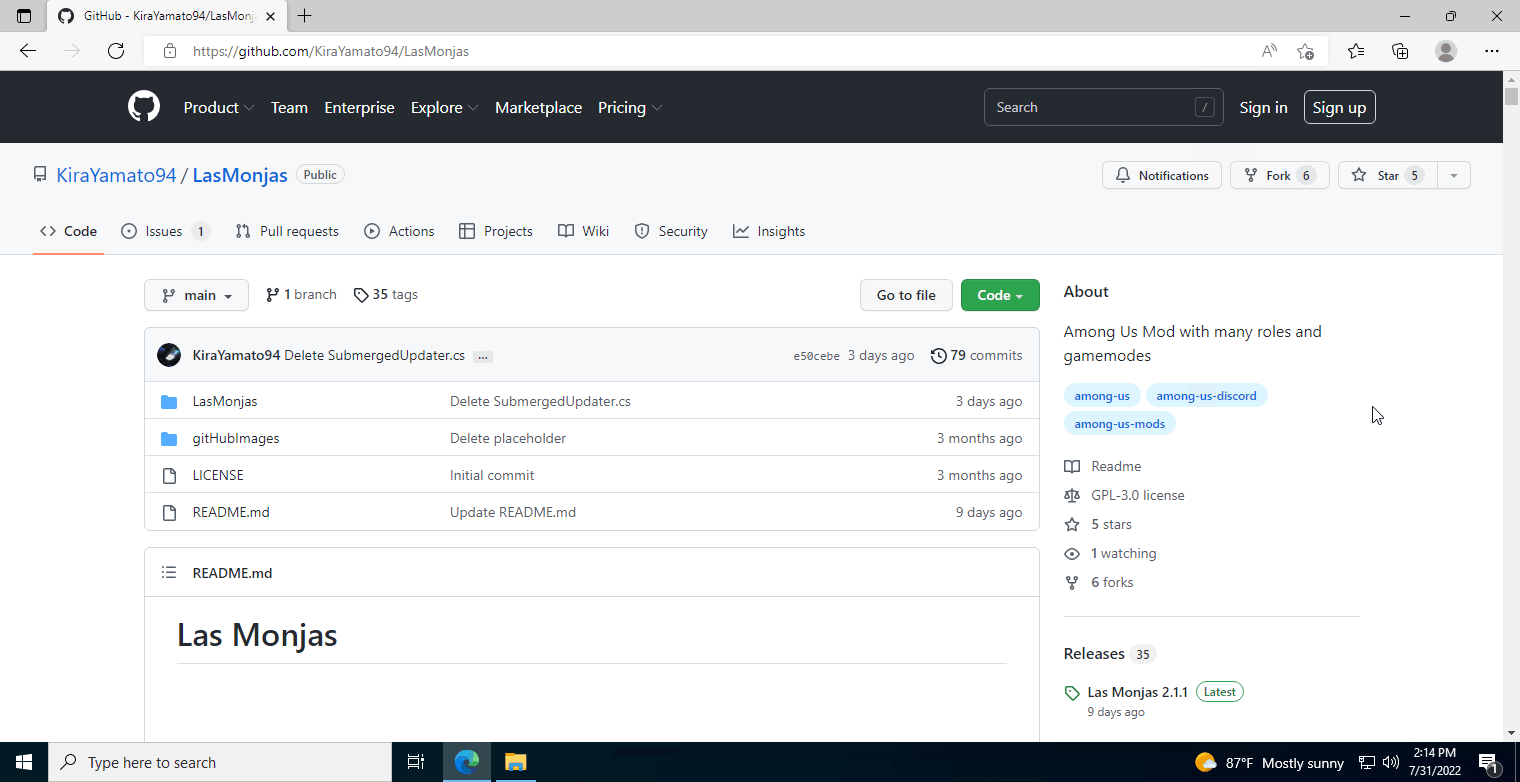 GitHub - KiraYamato94/LasMonj
https://github.com/KiraYamato94/LasMonjas
Product Team Enterprise Explore Marketplace Pricing Search / Sign in Sign up
KiraYamato94 / LasMonjas Public Notifications Fork 6 Star 5
Code Issues 1 Pull requests Actions Projects Wiki Security Insights
main 1 branch 35 tags Go to file Code
KiraYamato94 Delete SubmergedUpdater.cs ... e50cebe 3 days ago 79 commits
LasMonjas Delete SubmergedUpdater.cs 3 days ago
gitHubImages Delete placeholder 3 months ago
LICENSE Initial commit 3 months ago
README.md Update README.md 9 days ago
README.md
Las Monjas
About
Among Us Mod with many roles and
gamemodes
among-us among-us-discord
among-us-mods
Readme
GPL-3.0 license
5 stars
1 watching
6 forks
Releases 35
Las Monjas 2.1.1 Latest
9 days ago
Type here to search 87°F Mostly sunny 2:14 PM
7/31/2022 1